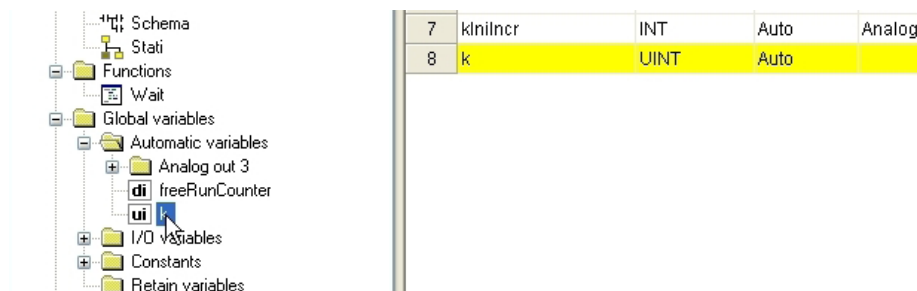 Schema
Stati
Functions
Wait
Global variables
Automatic variables
Analog out 3
di freeRunCounter
ui k
I/O variables
Constants
Retain variables
7 kIniIncr INT Auto Analog
8 k UINT Auto